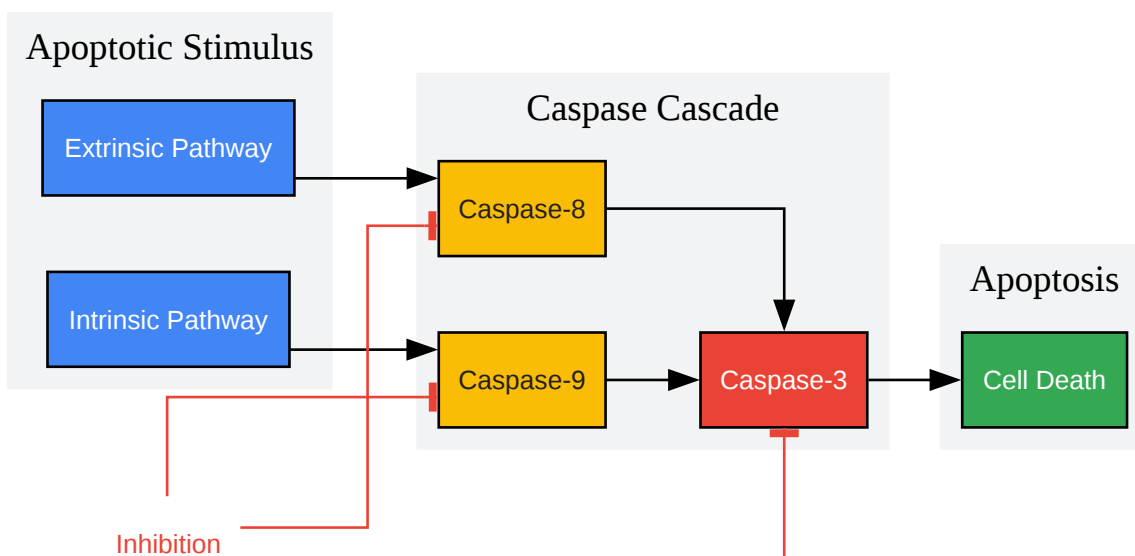 Apoptotic Stimulus
Extrinsic Pathway
Intrinsic Pathway
Caspase Cascade
Caspase-8
Caspase-9
Caspase-3
Apoptosis
Cell Death
Inhibition